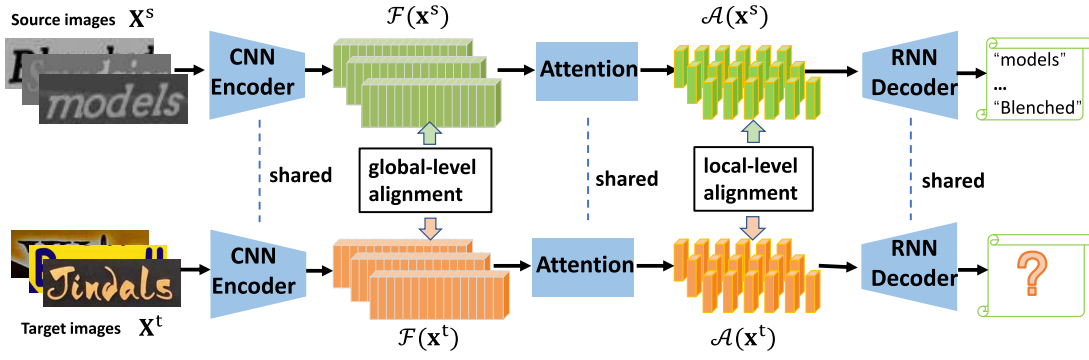 Source images X^s
models
CNN
Encoder
F(x^s)
Attention
A(x^s)
RNN
Decoder
“models”
...
“Blenched”
shared
global-level
alignment
shared
local-level
alignment
shared
Jindals
Target images X^t
CNN
Encoder
F(x^t)
Attention
A(x^t)
RNN
Decoder
?